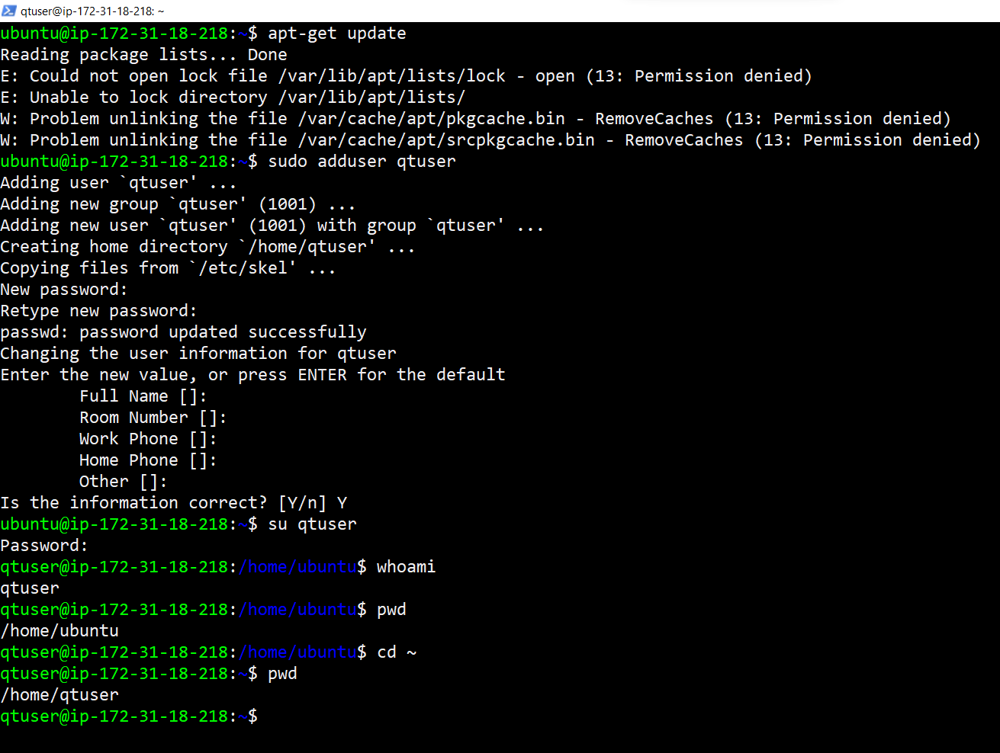 qtuser@ip-172-31-18-218: ~
ubuntu@ip-172-31-18-218:~$ apt-get update
Reading package lists... Done
E: Could not open lock file /var/lib/apt/lists/lock - open (13: Permission denied)
E: Unable to lock directory /var/lib/apt/lists/
W: Problem unlinking the file /var/cache/apt/pkgcache.bin - RemoveCaches (13: Permission denied)
W: Problem unlinking the file /var/cache/apt/srcpkgcache.bin - RemoveCaches (13: Permission denied)
ubuntu@ip-172-31-18-218:~$ sudo adduser qtuser
Adding user `qtuser' ...
Adding new group `qtuser' (1001) ...
Adding new user `qtuser' (1001) with group `qtuser' ...
Creating home directory `/home/qtuser' ...
Copying files from `/etc/skel' ...
New password:
Retype new password:
passwd: password updated successfully
Changing the user information for qtuser
Enter the new value, or press ENTER for the default
        Full Name []:
        Room Number []:
        Work Phone []:
        Home Phone []:
        Other []:
Is the information correct? [Y/n] Y
ubuntu@ip-172-31-18-218:~$ su qtuser
Password:
qtuser@ip-172-31-18-218:/home/ubuntu$ whoami
qtuser
qtuser@ip-172-31-18-218:/home/ubuntu$ pwd
/home/ubuntu
qtuser@ip-172-31-18-218:/home/ubuntu$ cd ~
qtuser@ip-172-31-18-218:~$ pwd
/home/qtuser
qtuser@ip-172-31-18-218:~$